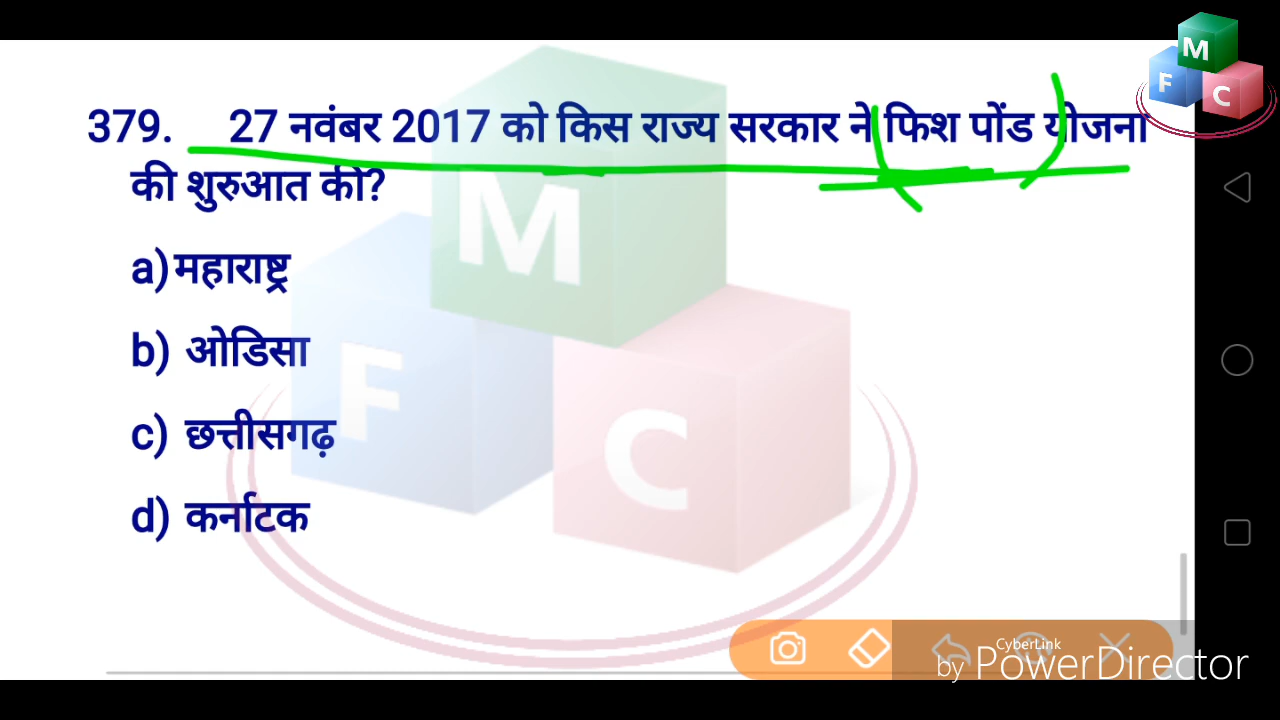 379. 27 नवंबर 2017 को किस राज्य सरकार ने फिश पोंड योजना
की शुरुआत की?
a) महाराष्ट्र
b) ओडिसा
c) छत्तीसगढ़
d) कर्नाटक
M
F
C
M
F
C
CyberLink
by PowerDirector